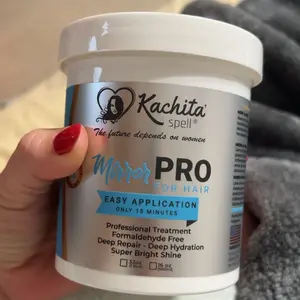 Kachita®
spell®
The future depends on women
Mirror PRO
FOR HAIR
EASY APPLICATION
ONLY 15 MINUTES
Professional Treatment
Formaldehyde Free
Deep Repair - Deep Hydration
Super Bright Shine